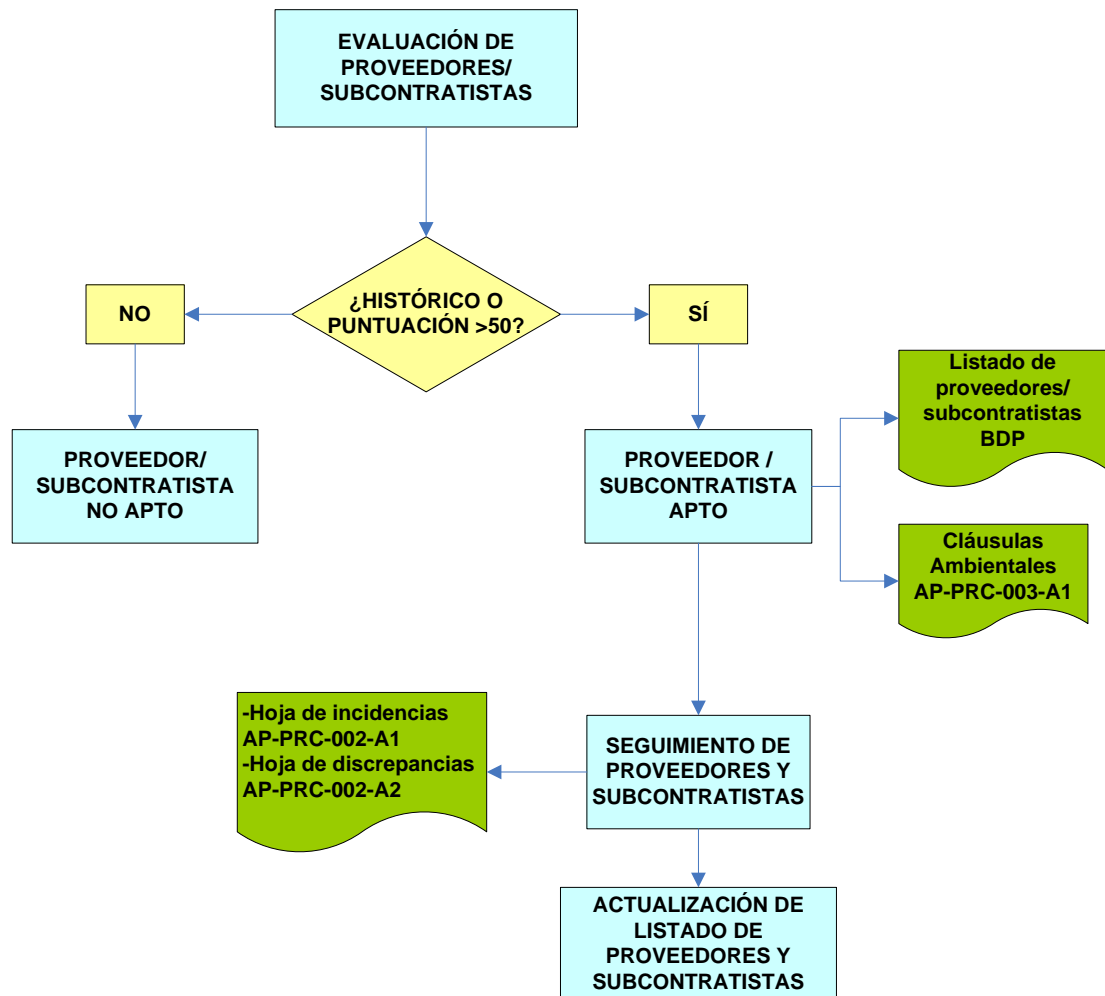 EVALUACIÓN DE
PROVEEDORES/
SUBCONTRATISTAS
¿HISTÓRICO O
PUNTUACIÓN >50?
NO
SÍ
PROVEEDOR/
SUBCONTRATISTA
NO APTO
PROVEEDOR /
SUBCONTRATISTA
APTO
Listado de
proveedores/
subcontratistas
BDP
Cláusulas
Ambientales
AP-PRC-003-A1
-Hoja de incidencias
AP-PRC-002-A1
-Hoja de discrepancias
AP-PRC-002-A2
SEGUIMIENTO DE
PROVEEDORES Y
SUBCONTRATISTAS
ACTUALIZACIÓN DE
LISTADO DE
PROVEEDORES Y
SUBCONTRATISTAS